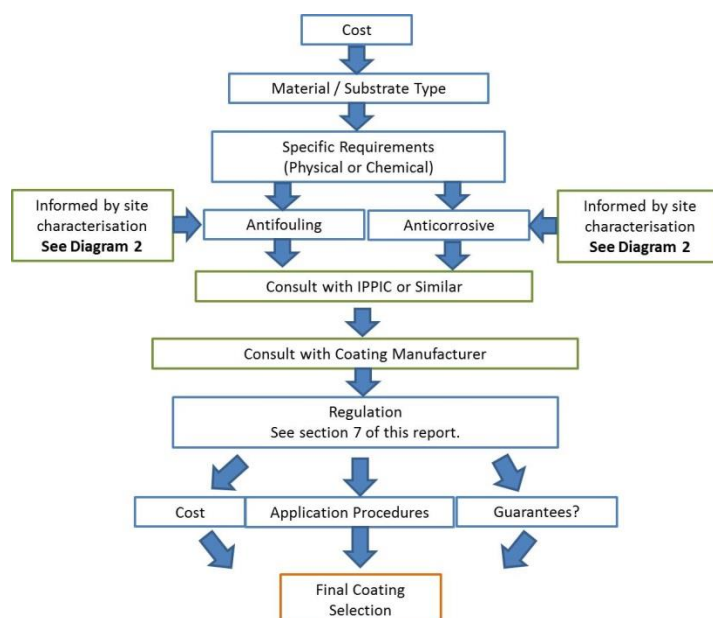 Cost
Material / Substrate Type
Specific Requirements
(Physical or Chemical)
Informed by site
characterisation
See Diagram 2
Antifouling
Anticorrosive
Informed by site
characterisation
See Diagram 2
Consult with IPPIC or Similar
Consult with Coating Manufacturer
Regulation
See section 7 of this report.
Cost
Application Procedures
Guarantees?
Final Coating
Selection